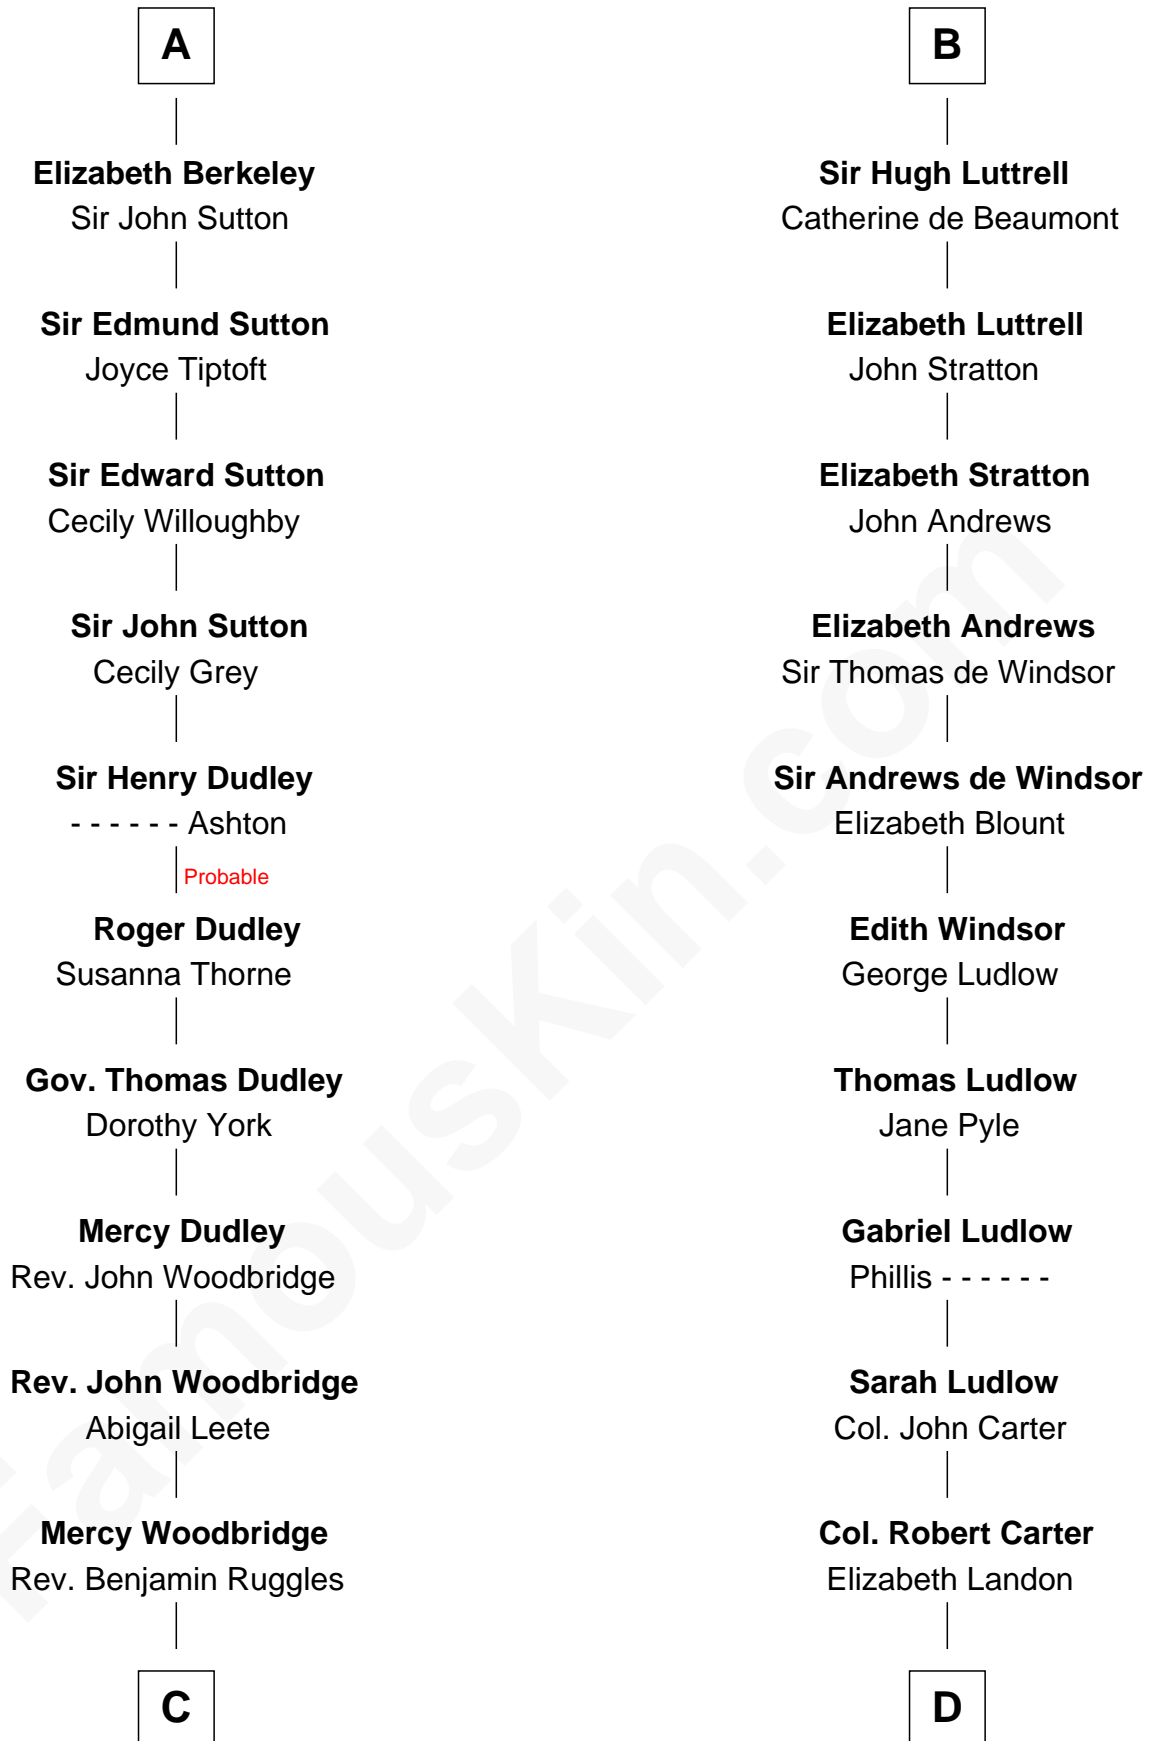 A
Elizabeth Berkeley
Sir John Sutton
Sir Edmund Sutton
Joyce Tiptoft
Sir Edward Sutton
Cecily Willoughby
Sir John Sutton
Cecily Grey
Sir Henry Dudley
- - - - - - Ashton
Probable
Roger Dudley
Susanna Thorne
Gov. Thomas Dudley
Dorothy York
Mercy Dudley
Rev. John Woodbridge
Rev. John Woodbridge
Abigail Leete
Mercy Woodbridge
Rev. Benjamin Ruggles
C
B
Sir Hugh Luttrell
Catherine de Beaumont
Elizabeth Luttrell
John Stratton
Elizabeth Stratton
John Andrews
Elizabeth Andrews
Sir Thomas de Windsor
Sir Andrews de Windsor
Elizabeth Blount
Edith Windsor
George Ludlow
Thomas Ludlow
Jane Pyle
Gabriel Ludlow
Phillis - - - - - -
Sarah Ludlow
Col. John Carter
Col. Robert Carter
Elizabeth Landon
D
FamousKin.com